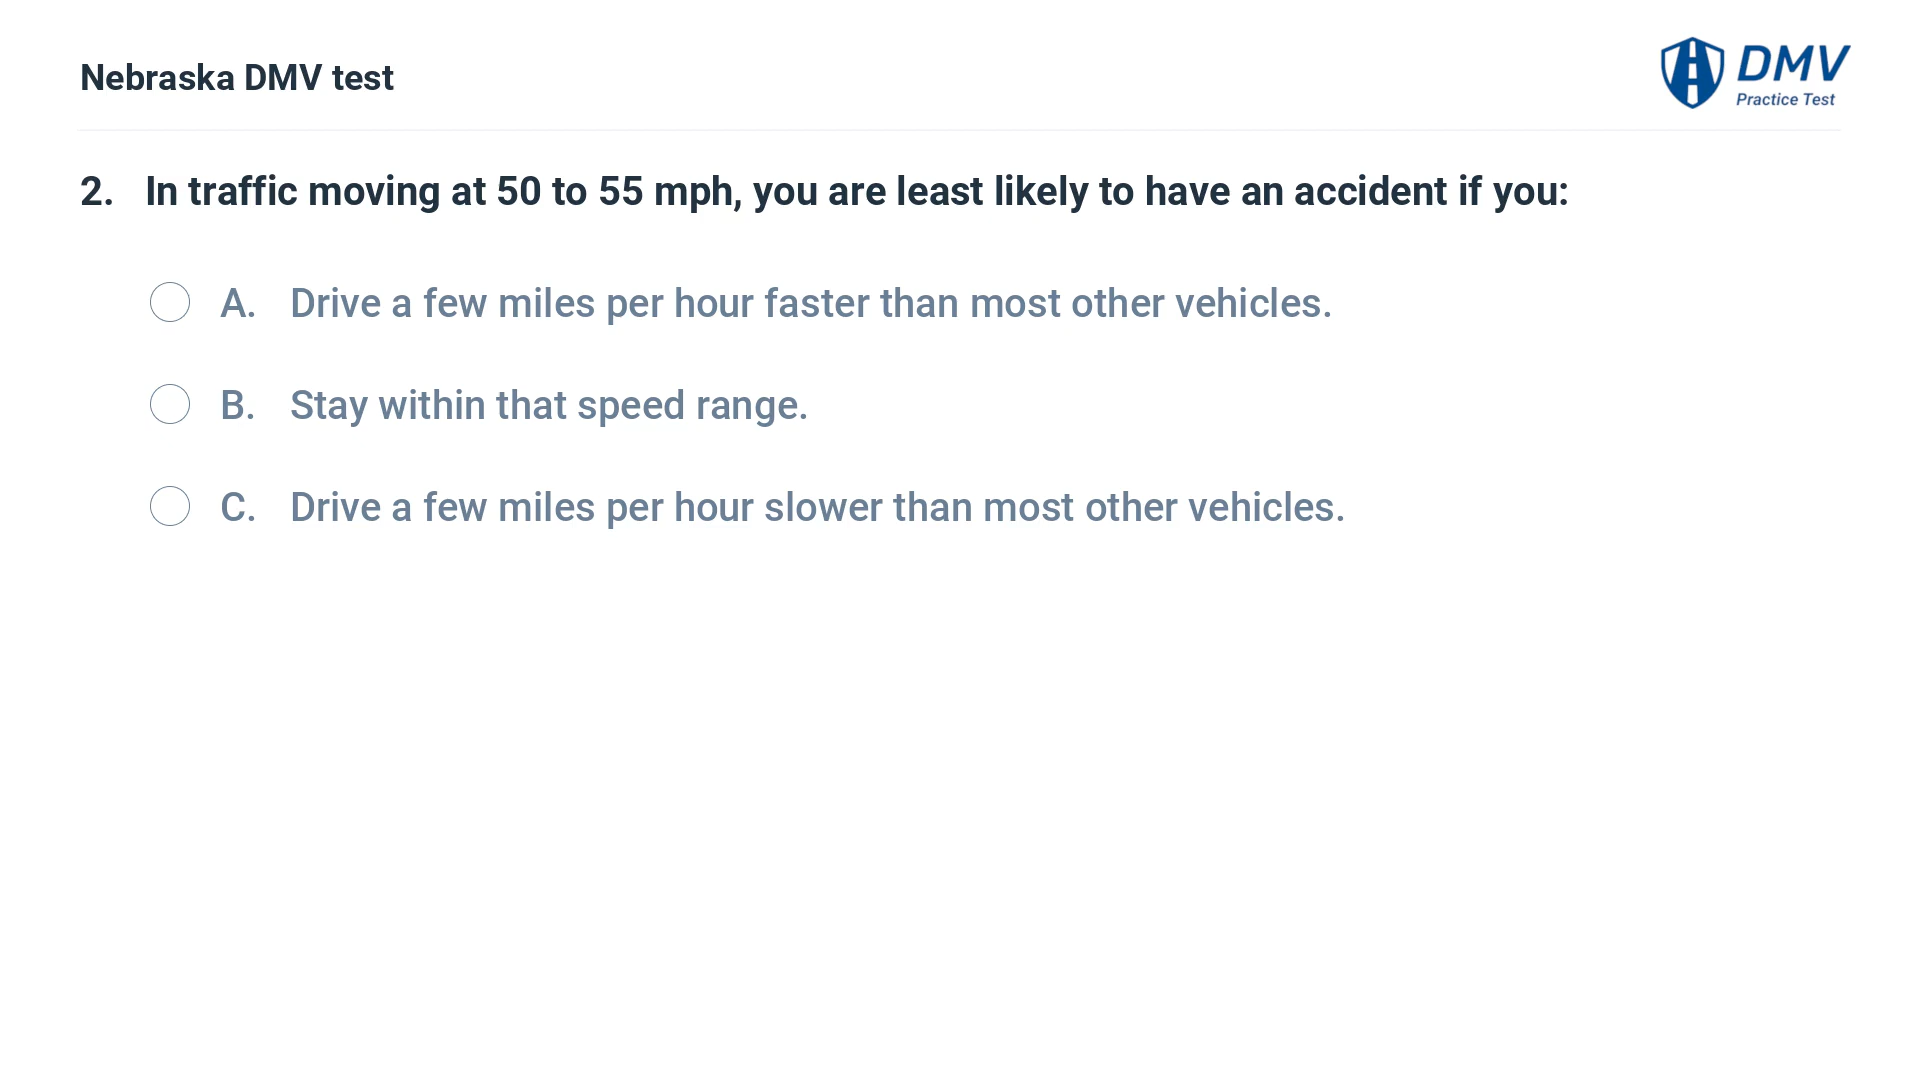 Nebraska DMV test
DMV
Practice Test
2. In traffic moving at 50 to 55 mph, you are least likely to have an accident if you:
A. Drive a few miles per hour faster than most other vehicles.
B. Stay within that speed range.
C. Drive a few miles per hour slower than most other vehicles.